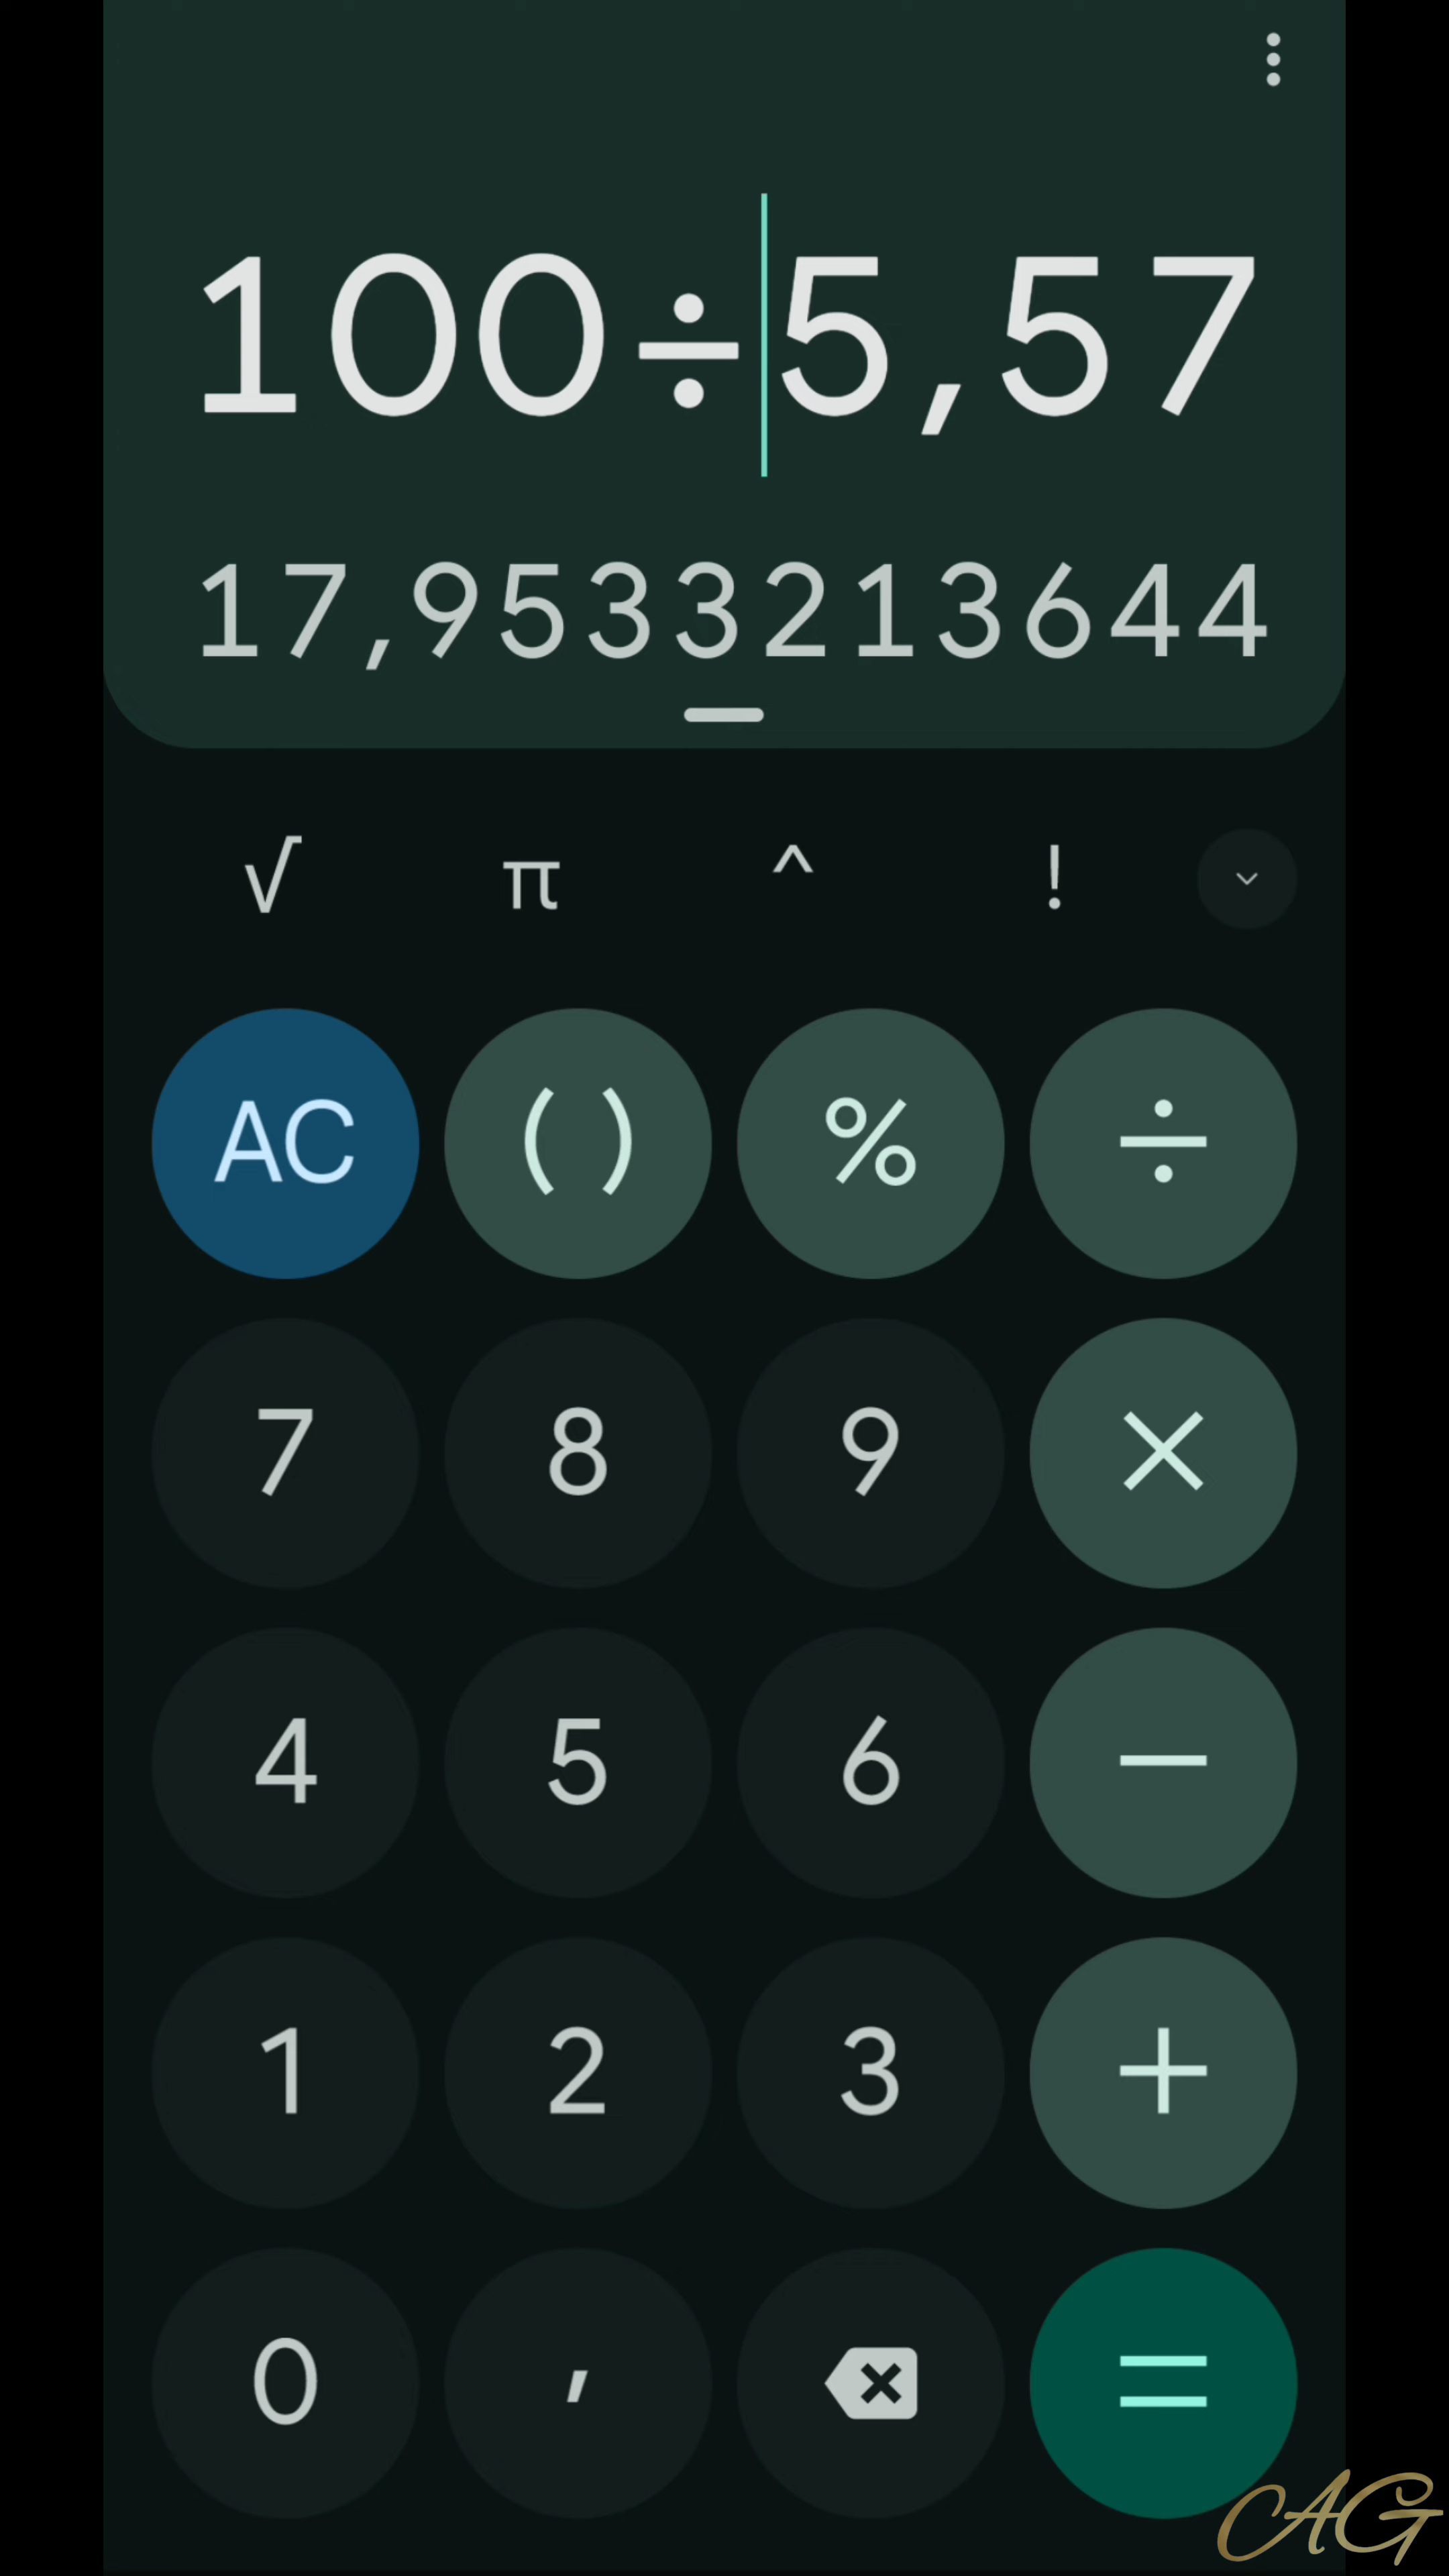 100÷5,57
17,9533213644
√ π ^ !
AC ( ) % ÷
7 8 9 ×
4 5 6 −
1 2 3 +
0 , =
CAG